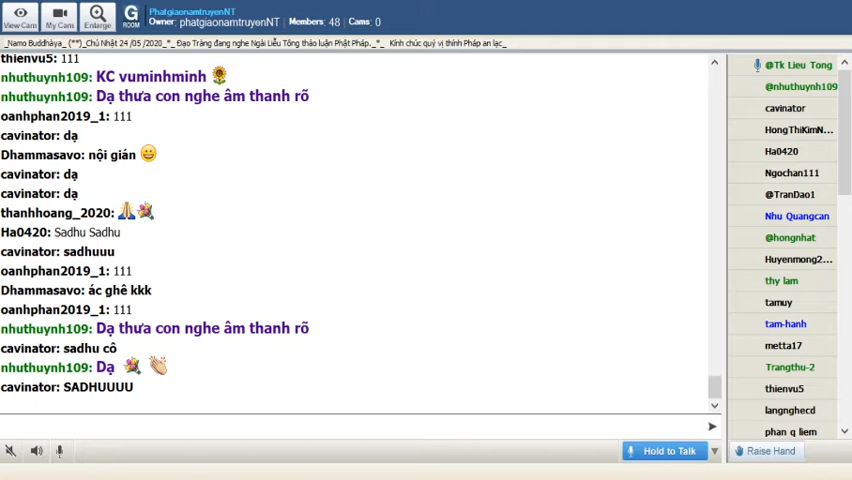 View Cam
My Cam
Enlarge
G
ROOM
PhatgiaonamtruyenNT
Owner: phatgiaonamtruyenNT Members: 48 Cams: 0
_Namo Buddhàya_ (**)_Chủ Nhật 24 /05 /2020_*_ Đạo Tràng đang nghe Ngài Liễu Tông thảo luận Phật Pháp._*_ Kính chúc quý vị thính Pháp an lạc_
thienvu5: 111
nhuthuynh109: KC vuminhminh
nhuthuynh109: Dạ thưa con nghe âm thanh rõ
oanhphan2019_1: 111
cavinator: dạ
Dhammasavo: nội gián
cavinator: dạ
cavinator: dạ
thanhhoang_2020:
Ha0420: Sadhu Sadhu
cavinator: sadhuuu
oanhphan2019_1: 111
Dhammasavo: ác ghê kkk
oanhphan2019_1: 111
nhuthuynh109: Dạ thưa con nghe âm thanh rõ
cavinator: sadhu cô
nhuthuynh109: Dạ
cavinator: SADHUUUU
@Tk Lieu Tong
@nhuthuynh109
cavinator
HongThiKimN...
Ha0420
Ngochan111
@TranDao1
Nhu Quangcan
@hongnhat
Huyenmong2...
thy lam
tamuy
tam-hanh
metta17
Trangthu-2
thienvu5
langnghecd
phan q liem
Hold to Talk
Raise Hand